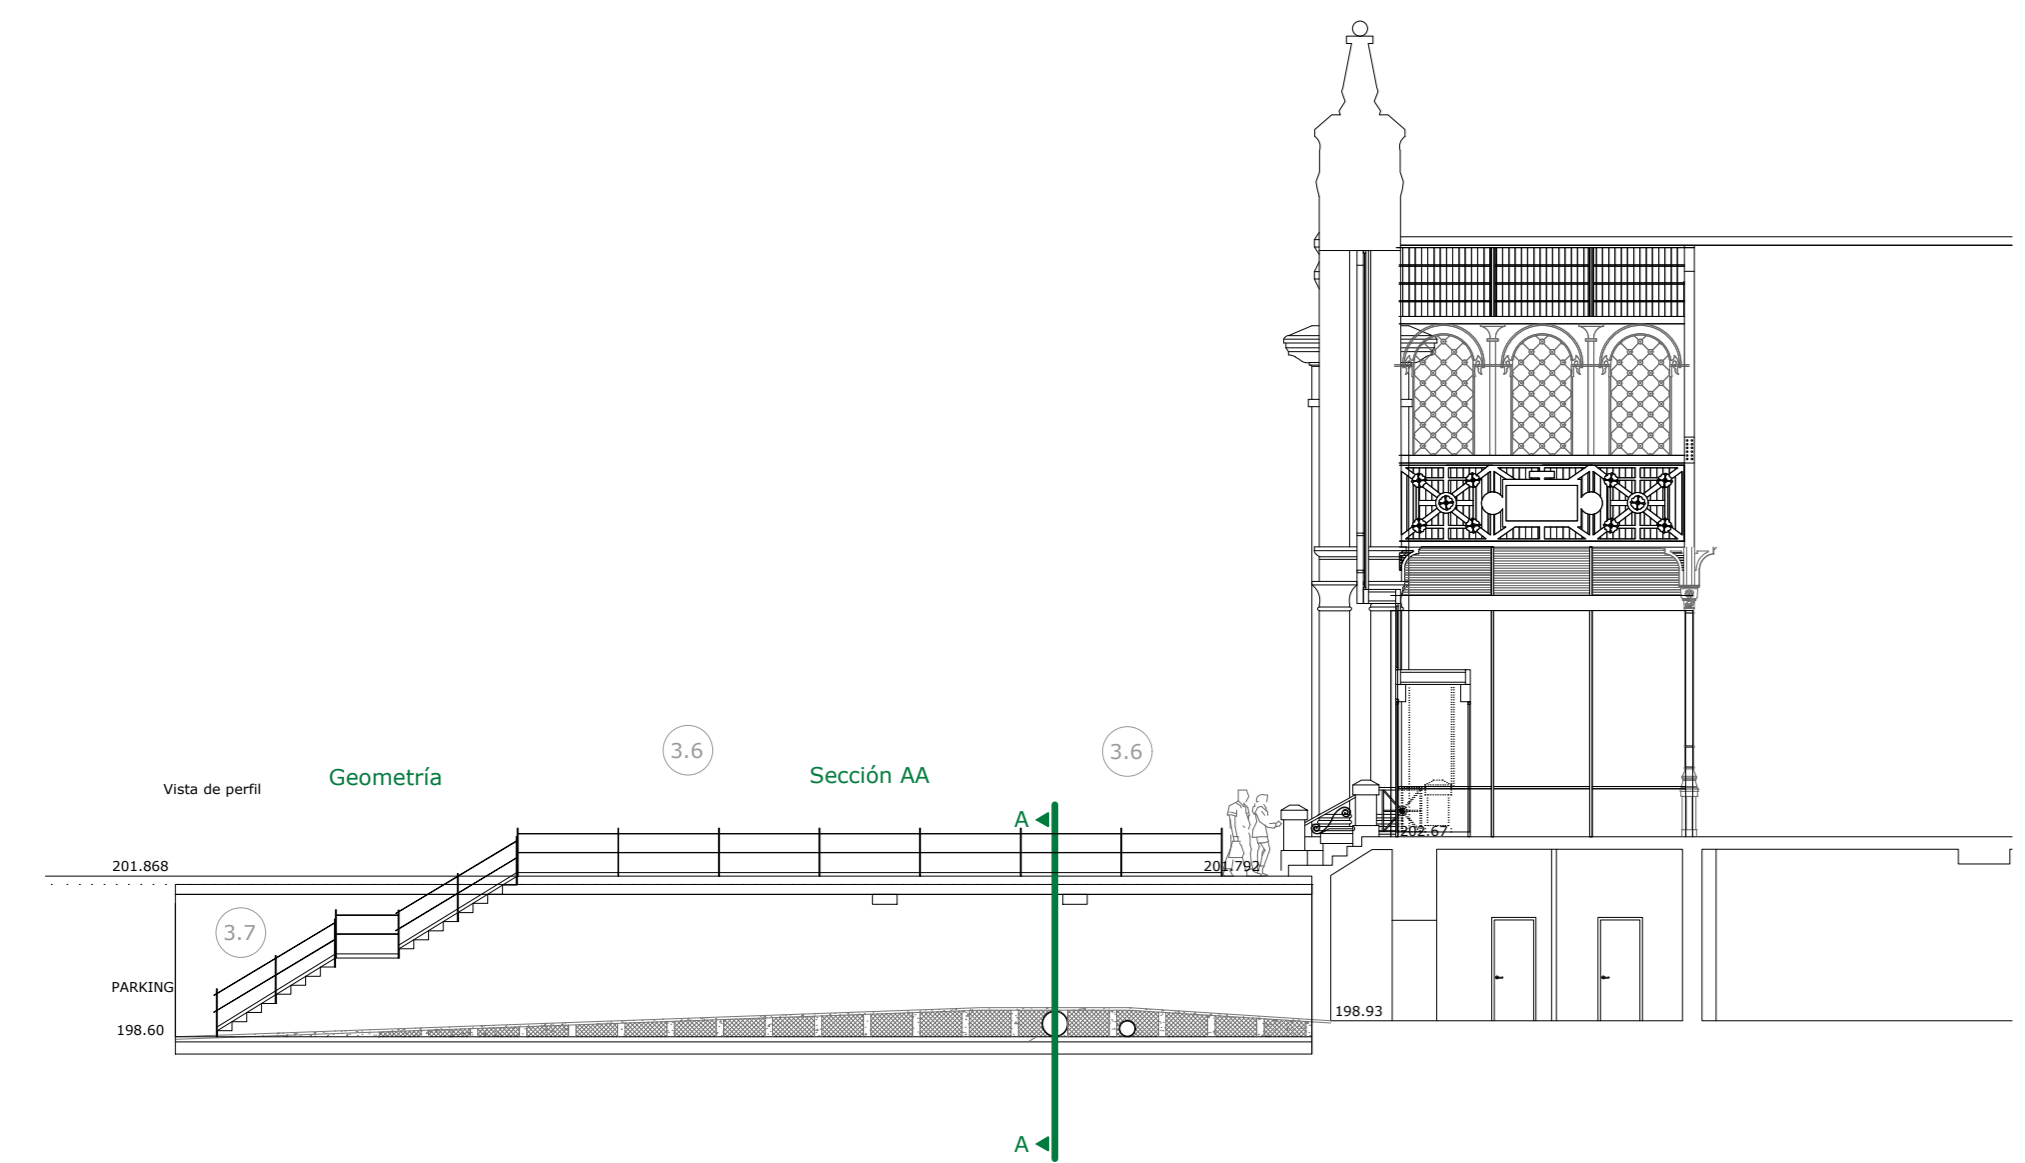 3.6
3.6
Sección AA
Geometría
Vista de perfil
A
202.67
201.868
201.792
3.7
PARKING
198.93
198.60
A